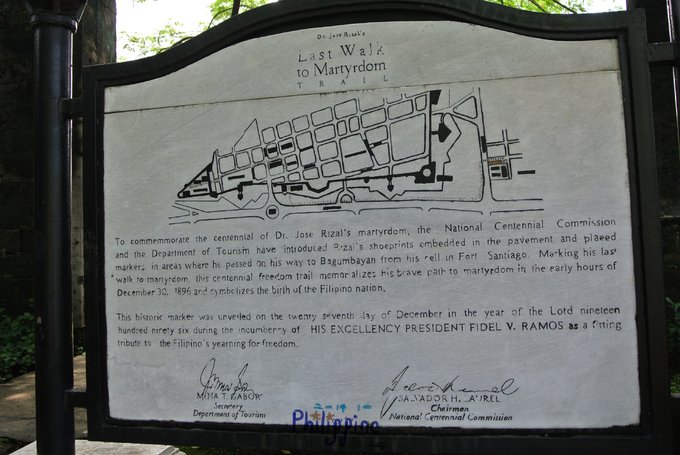 Dr. Jose Rizal's
Last Walk
to Martyrdom
TRAIL
To commemmorate the centennial of Dr. Jose Rizal's martyrdom, the National Centennial Commission
and the Department of Tourism have introduced Rizal's shoeprints embedded in the pavement and placed
markers in areas where he passed on his way to Bagumbayan from his cell in Fort Santiago. Marking his last
walk to martyrdom, this centennial freedom trail memorializes his brave path to martyrdom in the early hours of
December 30, 1896 and symbolizes the birth of the Filipino nation.
This historic marker was unveiled on the twenty seventh day of December in the year of the Lord nineteen
hundred ninety six during the incumbency of HIS EXCELLENCY PRESIDENT FIDEL V. RAMOS as a fitting
tribute to the Filipino's yearning for freedom.
MINA T. GABOR
Secretary
Department of Tourism
SALVADOR H. LAUREL
Chairman
National Centennial Commission